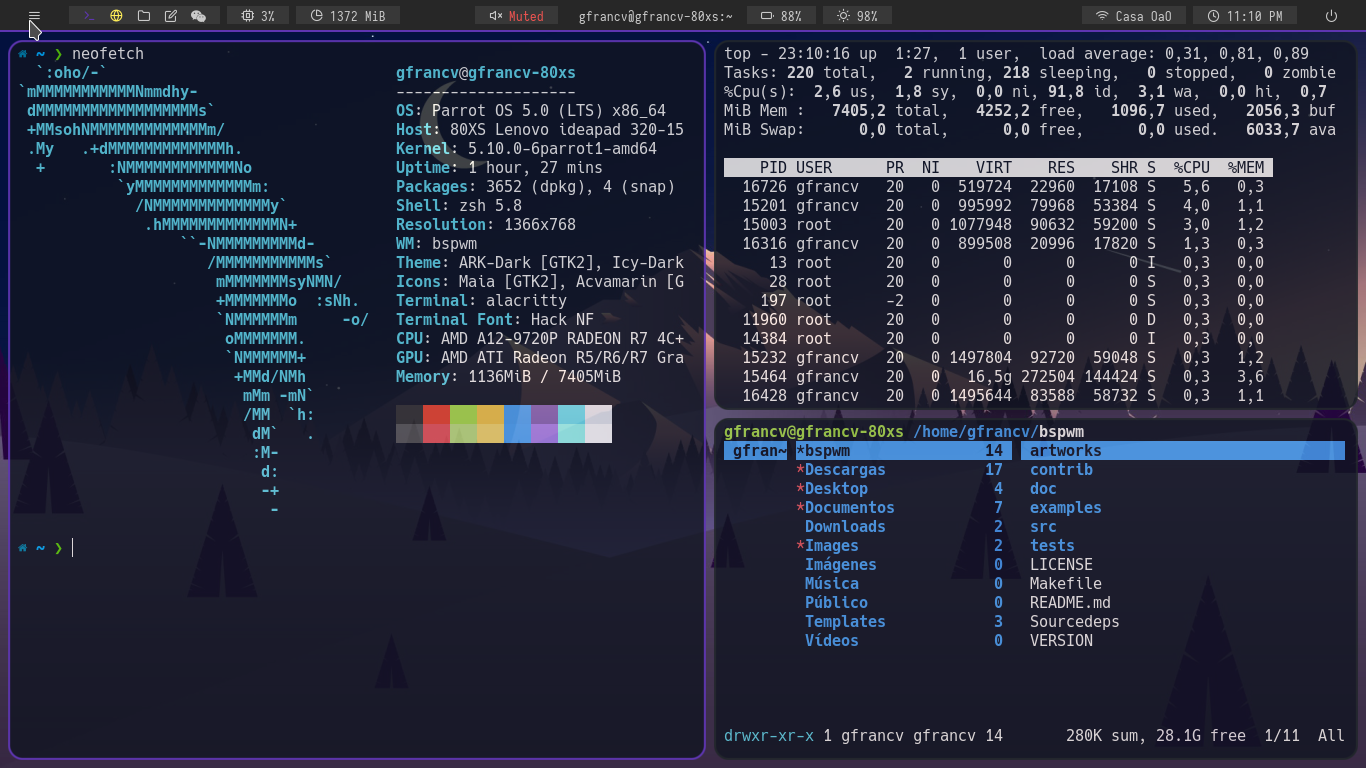 3% 1372 MiB Muted gfrancv@gfrancv-80xs:~ 88% 98% Casa OaO 11:10 PM
~ ❯ neofetch
`:oho/-`
`mMMMMMMMMMMMNmmdhy-
dMMMMMMMMMMMMMMMMMMs`
+MMsohNMMMMMMMMMMMMMm/
.My   .+dMMMMMMMMMMMMMh.
+       :NMMMMMMMMMMMMNo
`yMMMMMMMMMMMMMm:
/NMMMMMMMMMMMMMy`
.hMMMMMMMMMMMMMN+
``-NMMMMMMMMMd-
/MMMMMMMMMMMs`
mMMMMMMMsyNMN/
+MMMMMMMo  :sNh.
`NMMMMMMm     -o/
oMMMMMMM.
`NMMMMMM+
+MMd/NMh
mMm -mN`
/MM  `h:
dM`   .
:M-
d:
-+
-
gfrancv@gfrancv-80xs
--------------------
OS: Parrot OS 5.0 (LTS) x86_64
Host: 80XS Lenovo ideapad 320-15
Kernel: 5.10.0-6parrot1-amd64
Uptime: 1 hour, 27 mins
Packages: 3652 (dpkg), 4 (snap)
Shell: zsh 5.8
Resolution: 1366x768
WM: bspwm
Theme: ARK-Dark [GTK2], Icy-Dark
Icons: Maia [GTK2], Acvamarin [G
Terminal: alacritty
Terminal Font: Hack NF
CPU: AMD A12-9720P RADEON R7 4C+
GPU: AMD ATI Radeon R5/R6/R7 Gra
Memory: 1136MiB / 7405MiB
~ ❯
top - 23:10:16 up  1:27,  1 user,  load average: 0,31, 0,81, 0,89
Tasks: 220 total,   2 running, 218 sleeping,   0 stopped,   0 zombie
%Cpu(s):  2,6 us,  1,8 sy,  0,0 ni, 91,8 id,  3,1 wa,  0,0 hi,  0,7
MiB Mem :   7405,2 total,   4252,2 free,   1096,7 used,   2056,3 buf
MiB Swap:      0,0 total,      0,0 free,      0,0 used.   6033,7 ava
PID USER      PR  NI    VIRT    RES    SHR S  %CPU  %MEM
16726 gfrancv   20   0  519724  22960  17108 S   5,6   0,3
15201 gfrancv   20   0  995992  79968  53384 S   4,0   1,1
15003 root      20   0 1077948  90632  59200 S   3,0   1,2
16316 gfrancv   20   0  899508  20996  17820 S   1,3   0,3
13 root      20   0       0      0      0 I   0,3   0,0
28 root      20   0       0      0      0 S   0,3   0,0
197 root      -2   0       0      0      0 S   0,3   0,0
11960 root      20   0       0      0      0 D   0,3   0,0
14384 root      20   0       0      0      0 I   0,3   0,0
15232 gfrancv   20   0 1497804  92720  59048 S   0,3   1,2
15464 gfrancv   20   0   16,5g 272504 144424 S   0,3   3,6
16428 gfrancv   20   0 1495644  83588  58732 S   0,3   1,1
gfrancv@gfrancv-80xs /home/gfrancv/bspwm
gfran~ *bspwm 14 artworks
*Descargas 17 contrib
*Desktop 4 doc
*Documentos 7 examples
Downloads 2 src
*Images 2 tests
Imágenes 0 LICENSE
Música 0 Makefile
Público 0 README.md
Templates 3 Sourcedeps
Vídeos 0 VERSION
drwxr-xr-x 1 gfrancv gfrancv 14 280K sum, 28.1G free  1/11  All